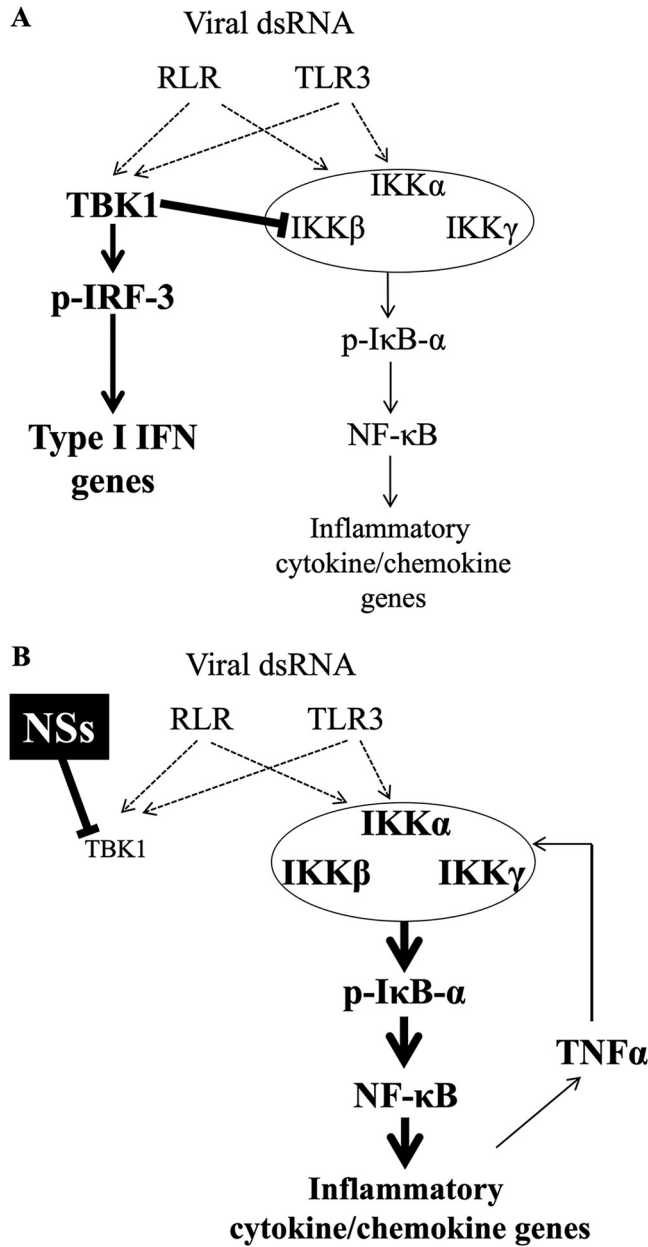 A
Viral dsRNA
RLR TLR3
IKKα
TBK1
IKKβ IKKγ
p-IRF-3
p-IκB-α
Type I IFN
genes
NF-κB
Inflammatory
cytokine/chemokine
genes
B
Viral dsRNA
NSs
RLR TLR3
IKKα
TBK1
IKKβ IKKγ
p-IκB-α
TNFα
NF-κB
Inflammatory
cytokine/chemokine genes